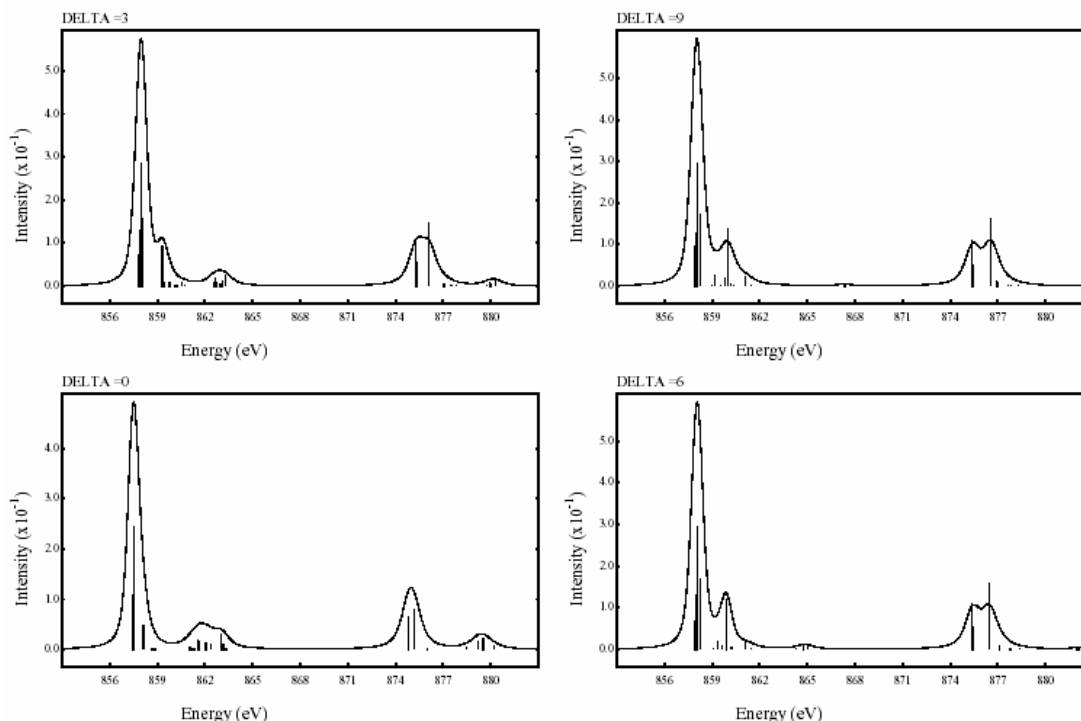 DELTA =3
5.0
4.0
3.0
2.0
1.0
0.0
Intensity (x10⁻¹)
856 859 862 865 868 871 874 877 880
Energy (eV)
DELTA =9
5.0
4.0
3.0
2.0
1.0
0.0
Intensity (x10⁻¹)
856 859 862 865 868 871 874 877 880
Energy (eV)
DELTA =0
4.0
3.0
2.0
1.0
0.0
Intensity (x10⁻¹)
856 859 862 865 868 871 874 877 880
Energy (eV)
DELTA =6
5.0
4.0
3.0
2.0
1.0
0.0
Intensity (x10⁻¹)
856 859 862 865 868 871 874 877 880
Energy (eV)